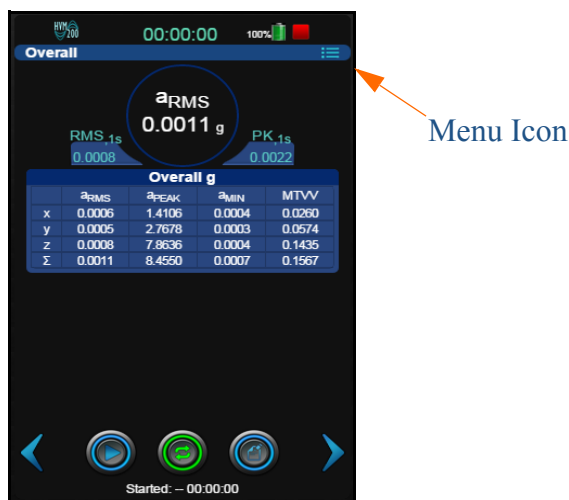 HVM 200 00:00:00 100%
Overall
aRMS
0.0011 g
RMS,1s PK,1s
0.0008 0.0022
Menu Icon
Overall g
aRMS aPEAK aMIN MTVV
x 0.0006 1.4106 0.0004 0.0260
y 0.0005 2.7678 0.0003 0.0574
z 0.0008 7.8636 0.0004 0.1435
Σ 0.0011 8.4550 0.0007 0.1567
Started: -- 00:00:00